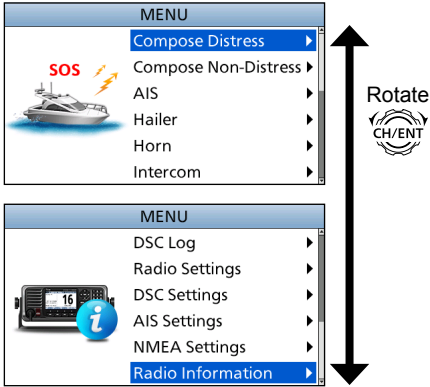 MENU
Compose Distress
SOS
Compose Non-Distress
AIS
Hailer
Horn
Intercom
Rotate
CH/ENT
MENU
DSC Log
Radio Settings
DSC Settings
16
AIS Settings
NMEA Settings
Radio Information